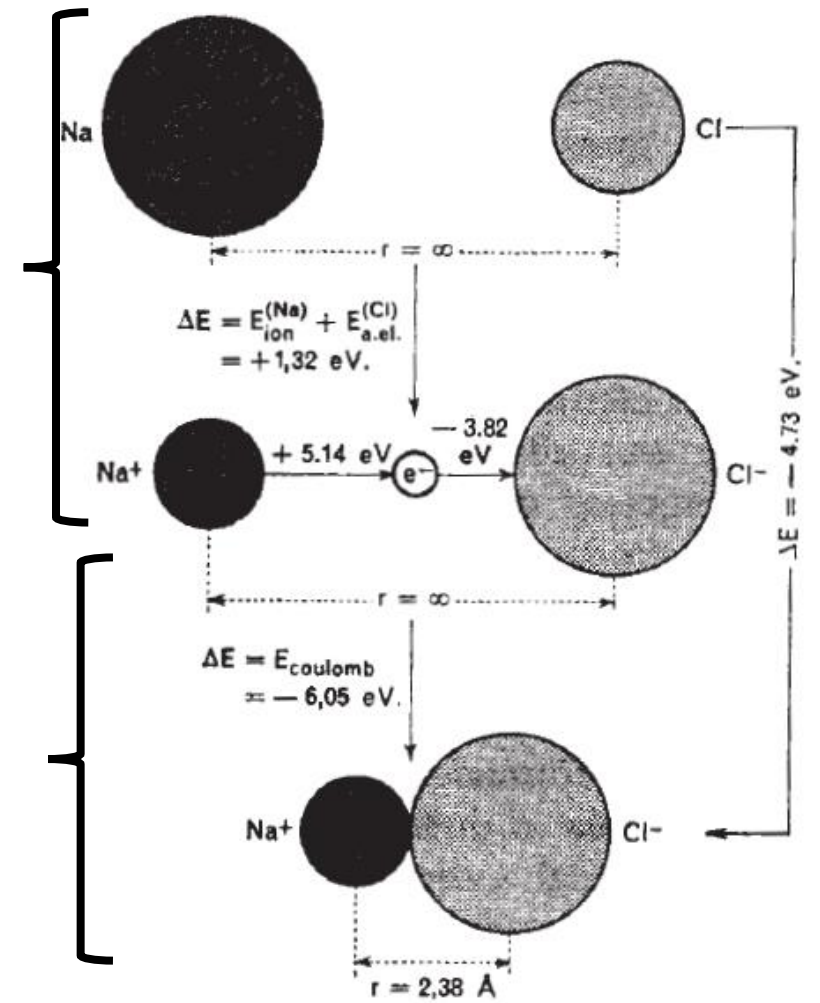 Na
Cl
r = ∞
ΔE = E(Na)ion + E(Cl)a.el.
= +1,32 eV.
Na+
+ 5.14 eV
e-
— 3.82
eV
Cl-
ΔE = — 4.73 eV.
r = ∞
ΔE = Ecoulomb
= — 6,05 eV.
Na+
Cl-
r = 2,38 Å